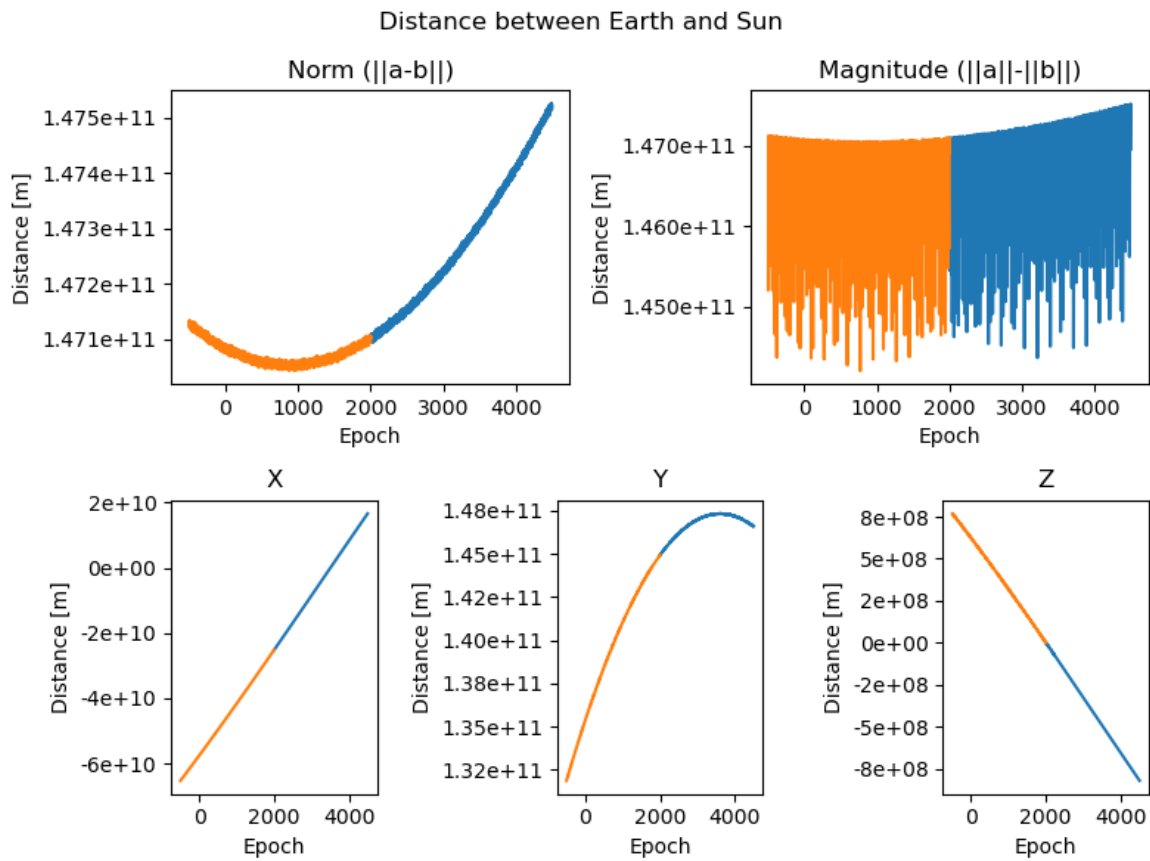 Distance between Earth and Sun
Norm (||a-b||)
Distance [m]
1.475e+11
1.474e+11
1.473e+11
1.472e+11
1.471e+11
0 1000 2000 3000 4000
Epoch
Magnitude (||a||-||b||)
Distance [m]
1.470e+11
1.460e+11
1.450e+11
0 1000 2000 3000 4000
Epoch
X
Distance [m]
2e+10
0e+00
-2e+10
-4e+10
-6e+10
0 2000 4000
Epoch
Y
Distance [m]
1.48e+11
1.45e+11
1.42e+11
1.40e+11
1.38e+11
1.35e+11
1.32e+11
0 2000 4000
Epoch
Z
Distance [m]
8e+08
5e+08
2e+08
0e+00
-2e+08
-5e+08
-8e+08
0 2000 4000
Epoch